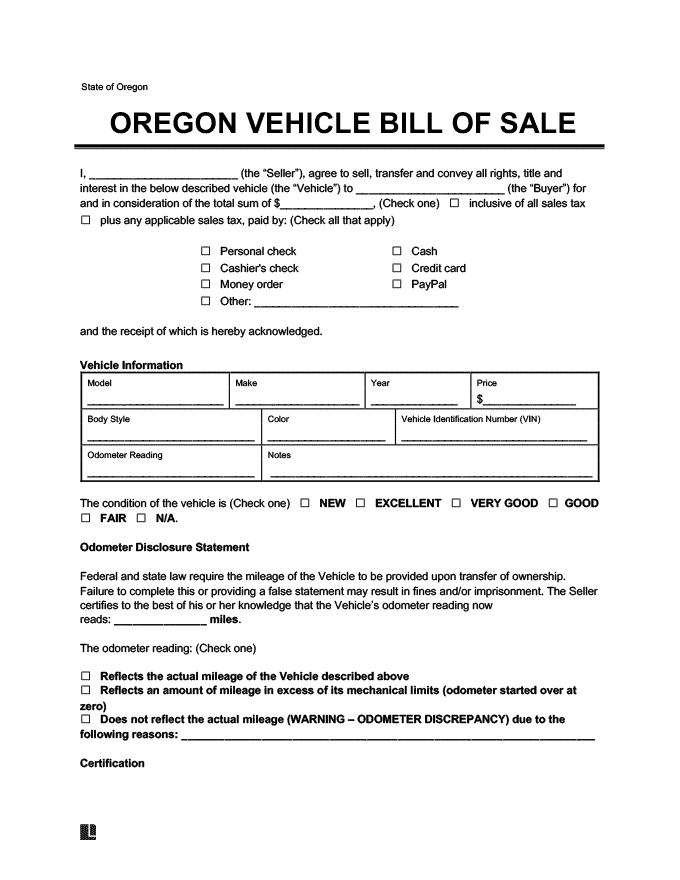 State of Oregon
OREGON VEHICLE BILL OF SALE
I, ________________________ (the “Seller”), agree to sell, transfer and convey all rights, title and
interest in the below described vehicle (the “Vehicle”) to ________________________ (the “Buyer”) for
and in consideration of the total sum of $_______________, (Check one) ☐ inclusive of all sales tax
☐ plus any applicable sales tax, paid by: (Check all that apply)
☐ Personal check ☐ Cash
☐ Cashier's check ☐ Credit card
☐ Money order ☐ PayPal
☐ Other: _________________________________
and the receipt of which is hereby acknowledged.
Vehicle Information
Model Make Year Price
$_______________
Body Style Color Vehicle Identification Number (VIN)
Odometer Reading Notes
The condition of the vehicle is (Check one) ☐ NEW ☐ EXCELLENT ☐ VERY GOOD ☐ GOOD
☐ FAIR ☐ N/A.
Odometer Disclosure Statement
Federal and state law require the mileage of the Vehicle to be provided upon transfer of ownership.
Failure to complete this or providing a false statement may result in fines and/or imprisonment. The Seller
certifies to the best of his or her knowledge that the Vehicle’s odometer reading now
reads: _______________ miles.
The odometer reading: (Check one)
☐ Reflects the actual mileage of the Vehicle described above
☐ Reflects an amount of mileage in excess of its mechanical limits (odometer started over at
zero)
☐ Does not reflect the actual mileage (WARNING – ODOMETER DISCREPANCY) due to the
following reasons: ___________________________________________________________________
Certification